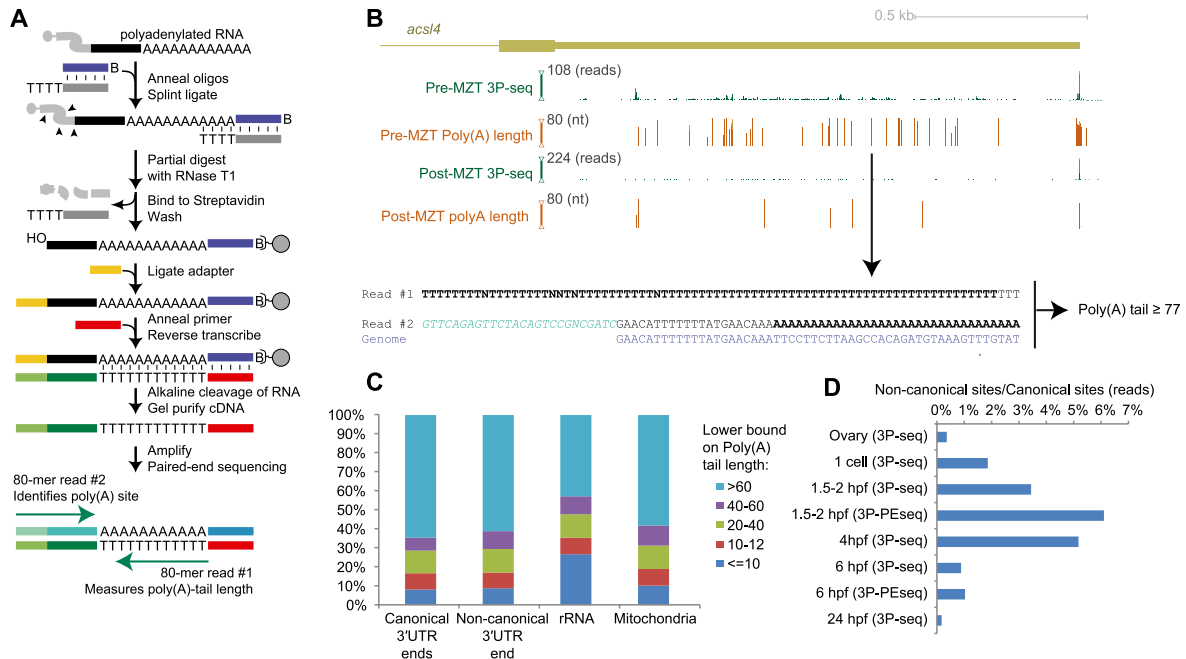 A
polyadenylated RNA
AAAAAAAAAAAA
B
TTTT
Anneal oligos
Splint ligate
AAAAAAAAAAAA
B
TTTT
Partial digest
with RNase T1
Bind to Streptavidin
Wash
TTTT
HO
AAAAAAAAAAAA
B
Ligate adapter
AAAAAAAAAAAA
B
Anneal primer
Reverse transcribe
AAAAAAAAAAAA
B
TTTTTTTTTTTT
Alkaline cleavage of RNA
Gel purify cDNA
TTTTTTTTTTTT
Amplify
Paired-end sequencing
80-mer read #2
Identifies poly(A) site
AAAAAAAAAAAA
TTTTTTTTTTTT
80-mer read #1
Measures poly(A)-tail length
B
0.5 kb
acsl4
108 (reads)
Pre-MZT 3P-seq
80 (nt)
Pre-MZT Poly(A) length
224 (reads)
Post-MZT 3P-seq
80 (nt)
Post-MZT polyA length
Read #1
Read #2 GTTCAGAGTTCTACAGTCCGNCGATCGAACATTTTTTTATGAACAAAAAAAAAAAAAAAAAAAAAAAAAAAAAAAAA
Genome GAACATTTTTTTATGAACAAATTCCTTCTTAAGCCACAGATGTAAAGTTTGTAT
Poly(A) tail ≥ 77
C
100%
90%
80%
70%
60%
50%
40%
30%
20%
10%
0%
Canonical
3'UTR
ends
Non-canonical
3'UTR
end
rRNA
Mitochondria
Lower bound
on Poly(A)
tail length:
>60
40-60
20-40
10-12
<=10
D
Non-canonical sites/Canonical sites (reads)
0% 1% 2% 3% 4% 5% 6% 7%
Ovary (3P-seq)
1 cell (3P-seq)
1.5-2 hpf (3P-seq)
1.5-2 hpf (3P-PEseq)
4hpf (3P-seq)
6 hpf (3P-seq)
6 hpf (3P-PEseq)
24 hpf (3P-seq)